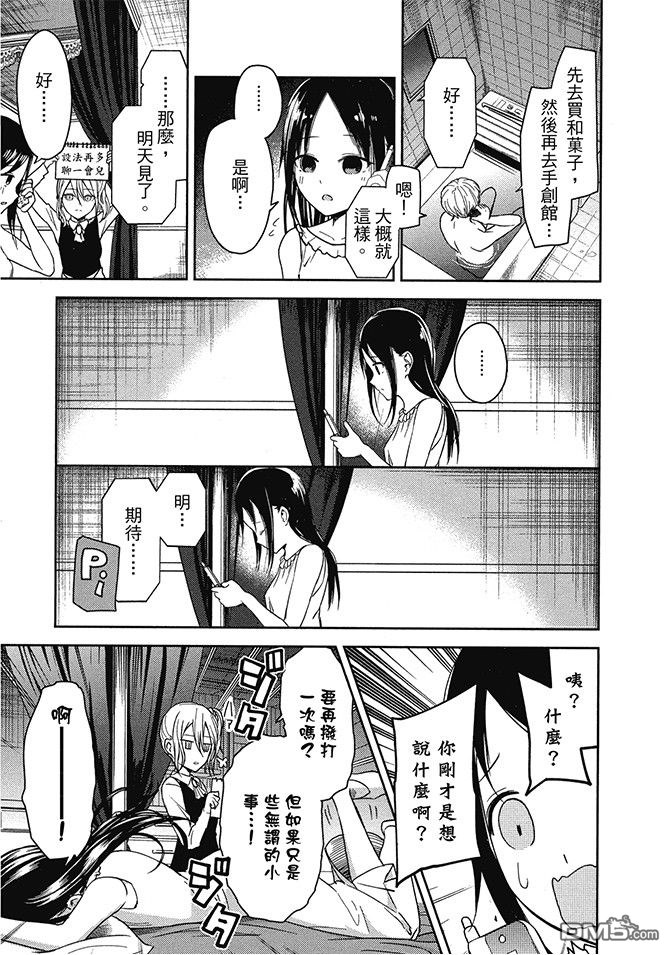 先去買和菓子，
然後再去手創館…
好……
嗯！
大概就
這樣。
……
是啊…
……那麼，
明天見了。
設法再多
聊一會兒
好……
……
明…
期待……
Pi
咦？
什麼？
你剛才是想
說什麼啊？
要再撥打
一次嗎？
但如果只是
些無謂的小
事…！
ジタ
ジタ
啊——！
DM5.com